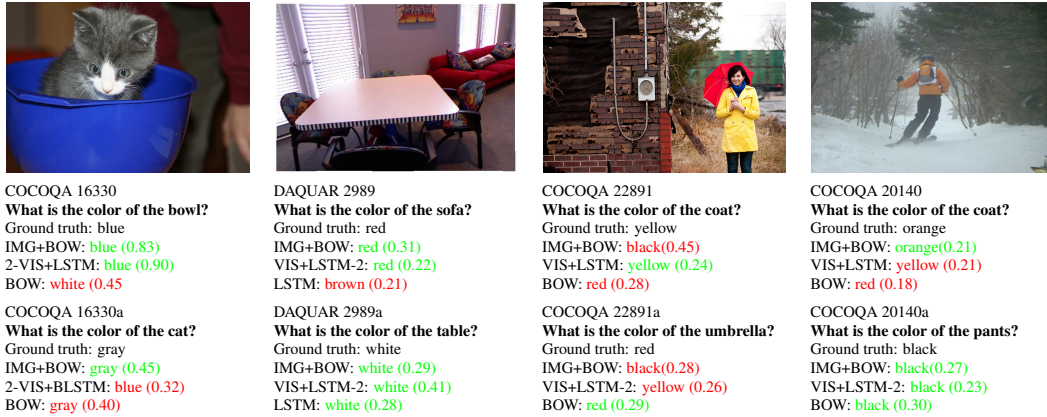 COCOQA 16330
What is the color of the bowl?
Ground truth: blue
IMG+BOW: blue (0.83)
2-VIS+LSTM: blue (0.90)
BOW: white (0.45
COCOQA 16330a
What is the color of the cat?
Ground truth: gray
IMG+BOW: gray (0.45)
2-VIS+BLSTM: blue (0.32)
BOW: gray (0.40)
DAQUAR 2989
What is the color of the sofa?
Ground truth: red
IMG+BOW: red (0.31)
VIS+LSTM-2: red (0.22)
LSTM: brown (0.21)
DAQUAR 2989a
What is the color of the table?
Ground truth: white
IMG+BOW: white (0.29)
VIS+LSTM-2: white (0.41)
LSTM: white (0.28)
COCOQA 22891
What is the color of the coat?
Ground truth: yellow
IMG+BOW: black(0.45)
VIS+LSTM: yellow (0.24)
BOW: red (0.28)
COCOQA 22891a
What is the color of the umbrella?
Ground truth: red
IMG+BOW: black(0.28)
VIS+LSTM-2: yellow (0.26)
BOW: red (0.29)
COCOQA 20140
What is the color of the coat?
Ground truth: orange
IMG+BOW: orange(0.21)
VIS+LSTM: yellow (0.21)
BOW: red (0.18)
COCOQA 20140a
What is the color of the pants?
Ground truth: black
IMG+BOW: black(0.27)
VIS+LSTM-2: black (0.23)
BOW: black (0.30)